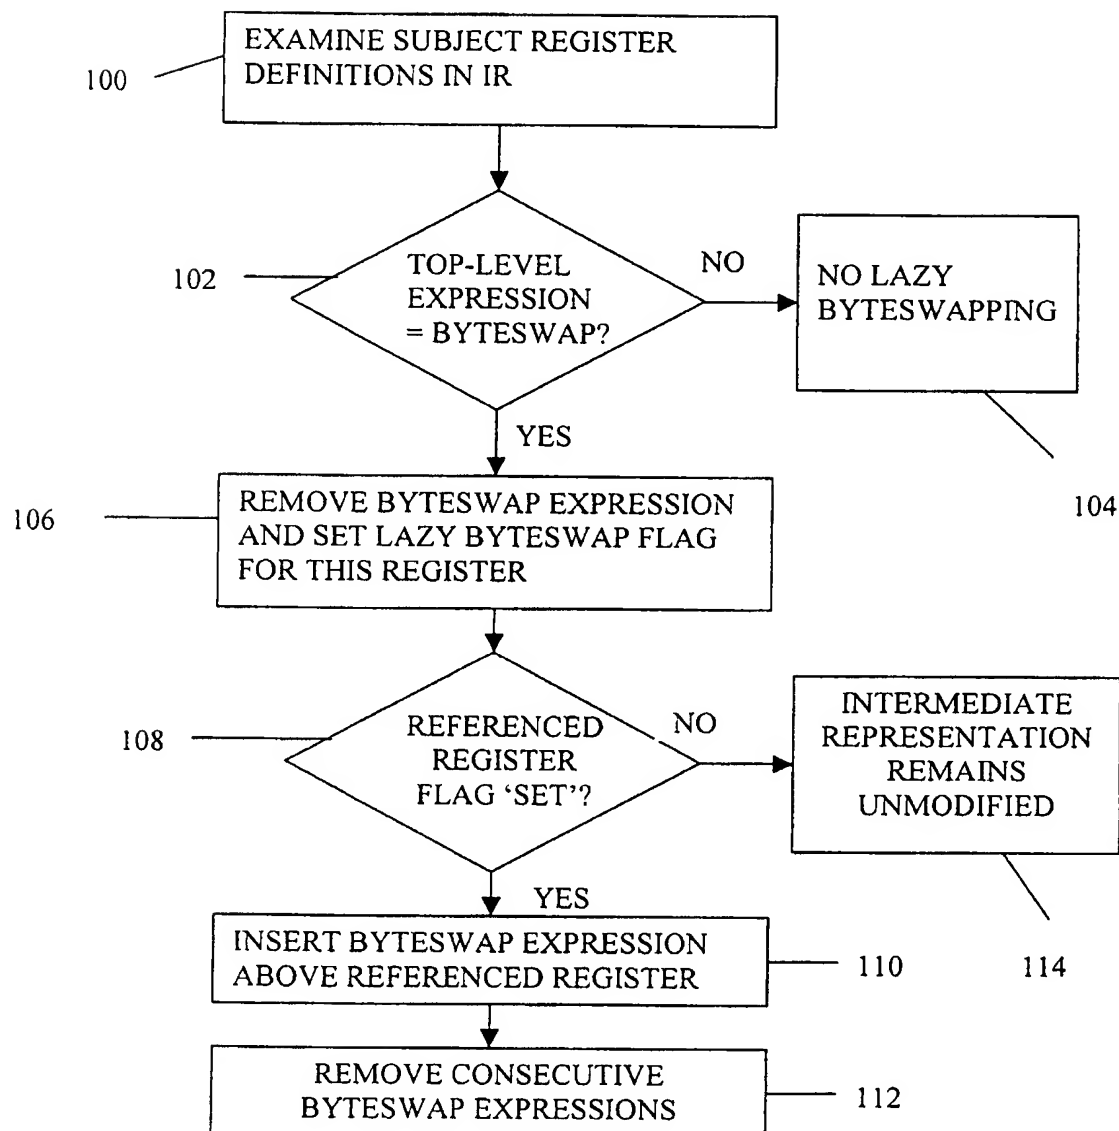 EXAMINE SUBJECT REGISTER
DEFINITIONS IN IR
100
TOP-LEVEL
EXPRESSION
= BYTESWAP?
102
NO
NO LAZY
BYTESWAPPING
104
YES
REMOVE BYTESWAP EXPRESSION
AND SET LAZY BYTESWAP FLAG
FOR THIS REGISTER
106
REFERENCED
REGISTER
FLAG ‘SET’?
108
NO
INTERMEDIATE
REPRESENTATION
REMAINS
UNMODIFIED
114
YES
INSERT BYTESWAP EXPRESSION
ABOVE REFERENCED REGISTER
110
REMOVE CONSECUTIVE
BYTESWAP EXPRESSIONS
112